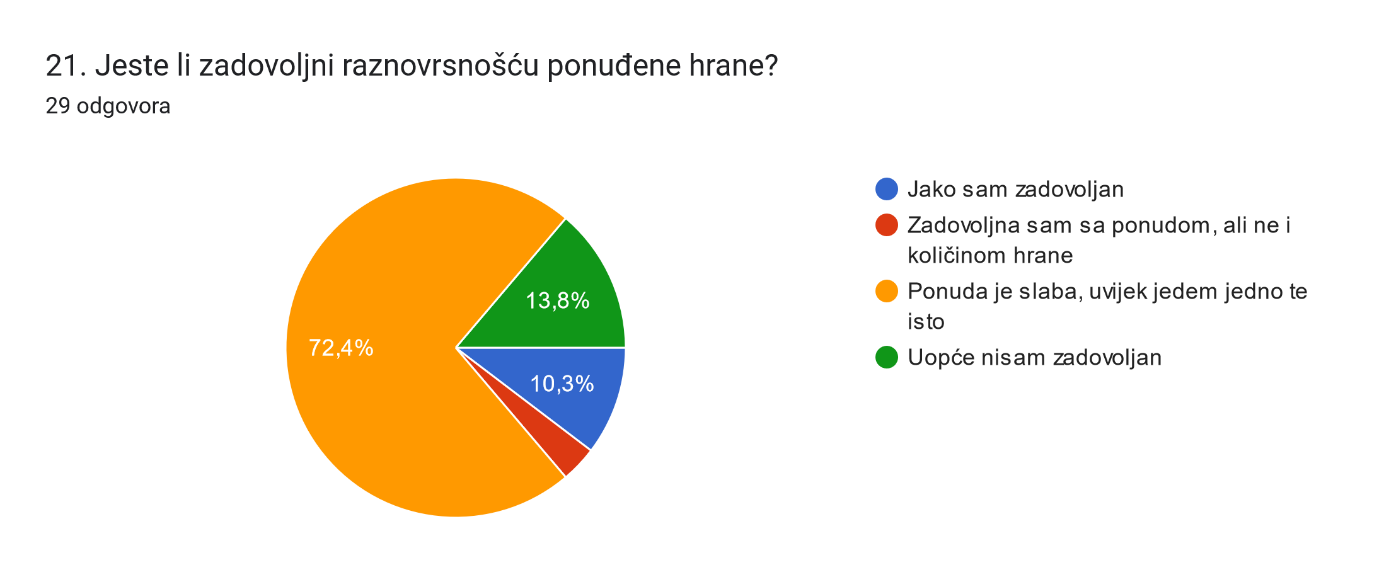 21. Jeste li zadovoljni raznovrsnošću ponuđene hrane?
29 odgovora
Jako sam zadovoljan
Zadovoljna sam sa ponudom, ali ne i
količinom hrane
Ponuda je slaba, uvijek jedem jedno te
isto
Uopće nisam zadovoljan
13,8%
72,4%
10,3%